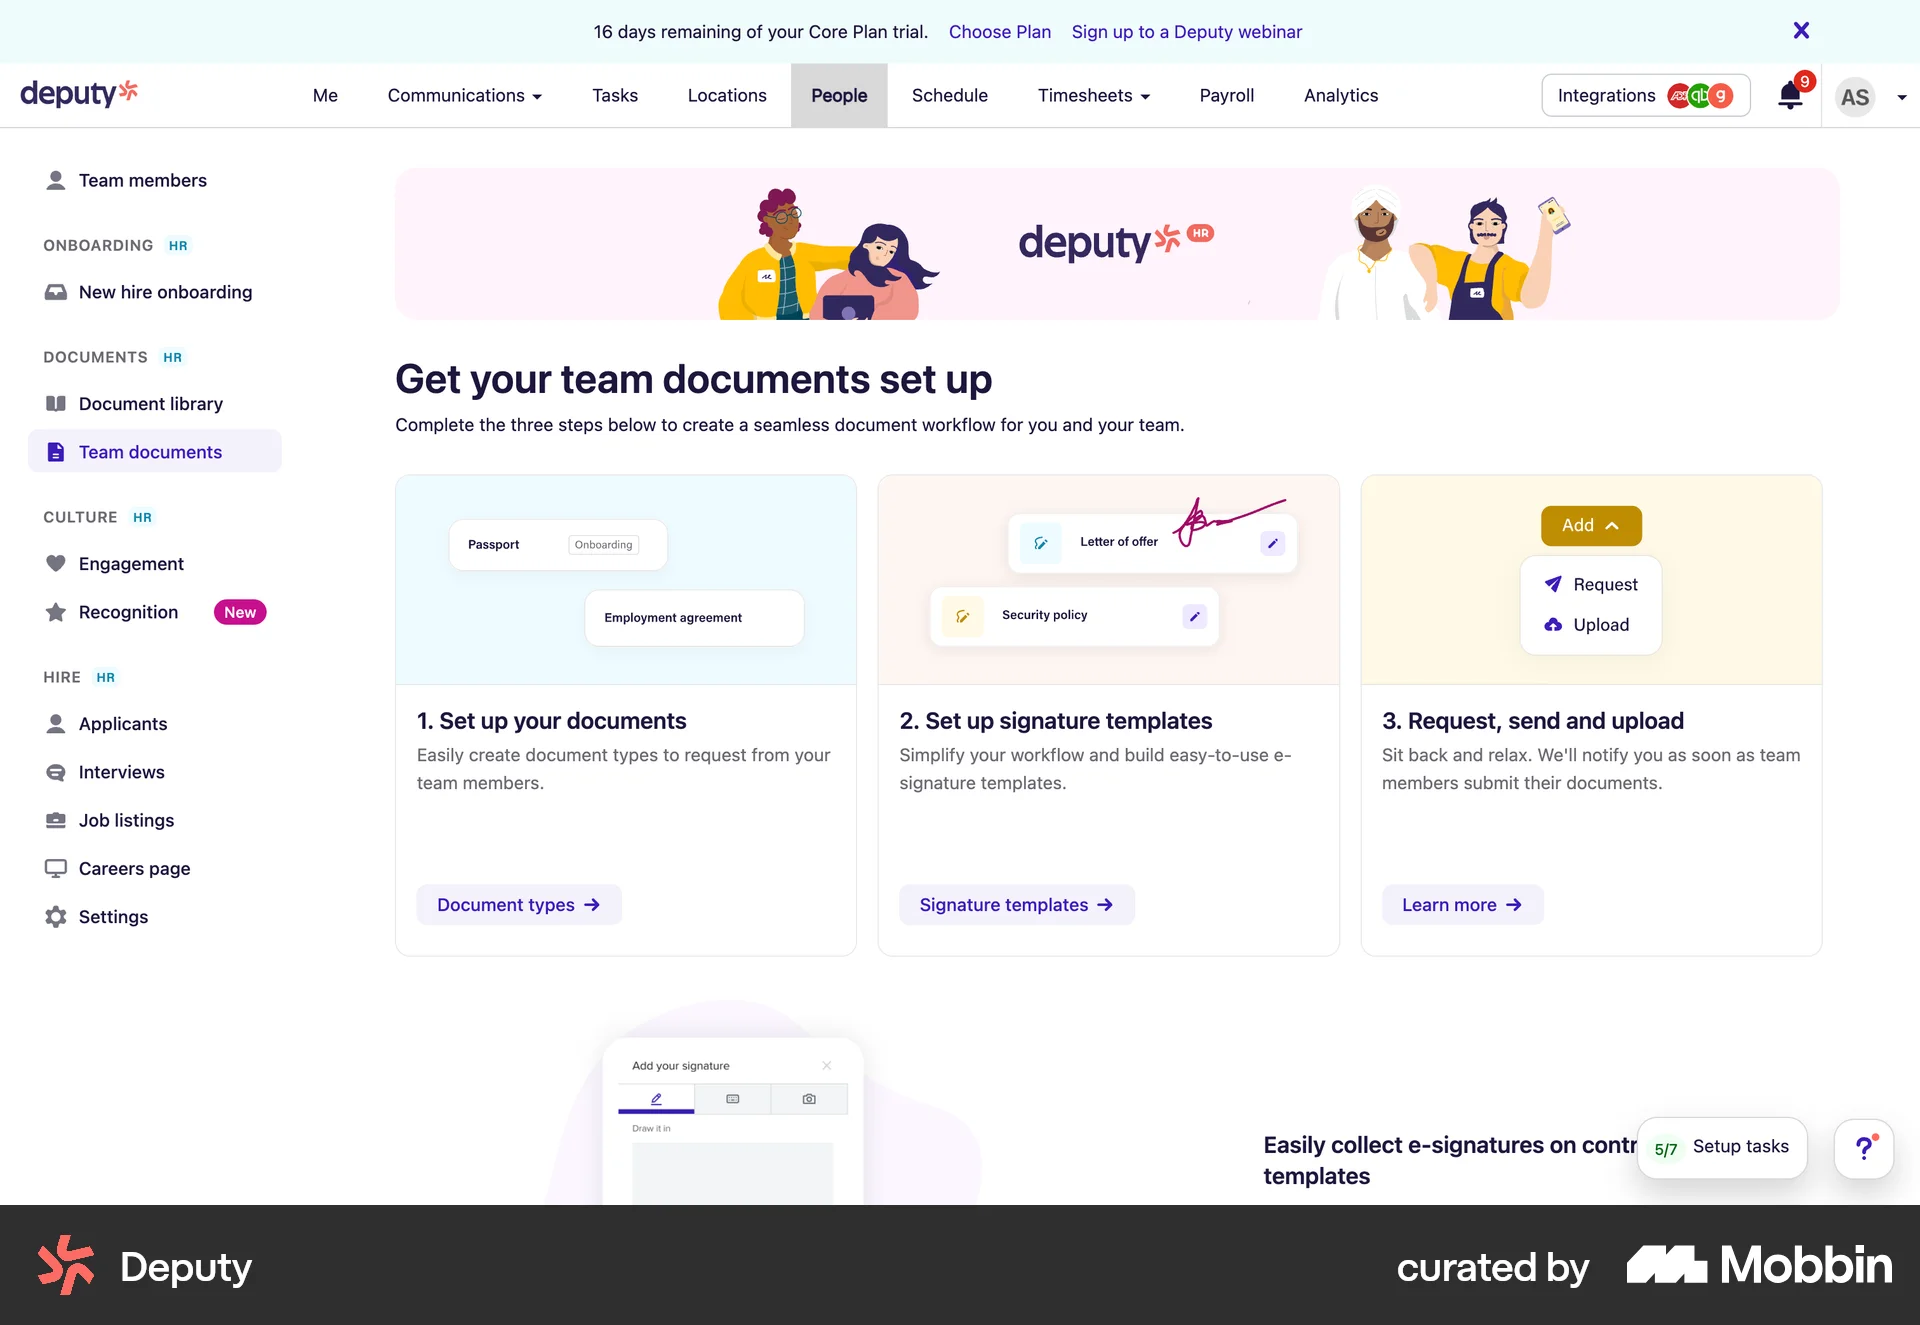 16 days remaining of your Core Plan trial. Choose Plan Sign up to a Deputy webinar
deputy
Me Communications Tasks Locations People Schedule Timesheets Payroll Analytics
Integrations qb g 9 AS
Team members
ONBOARDING HR
New hire onboarding
DOCUMENTS HR
Document library
Team documents
CULTURE HR
Engagement
Recognition New
HIRE HR
Applicants
Interviews
Job listings
Careers page
Settings
deputy HR
Get your team documents set up
Complete the three steps below to create a seamless document workflow for you and your team.
Passport Onboarding
Employment agreement
1. Set up your documents
Easily create document types to request from your
team members.
Document types
Letter of offer
Security policy
2. Set up signature templates
Simplify your workflow and build easy-to-use e-
signature templates.
Signature templates
Add
Request
Upload
3. Request, send and upload
Sit back and relax. We'll notify you as soon as team
members submit their documents.
Learn more
Add your signature
Draw it in
Easily collect e-signatures on contr
templates
5/7 Setup tasks
?
Deputy
curated by Mobbin